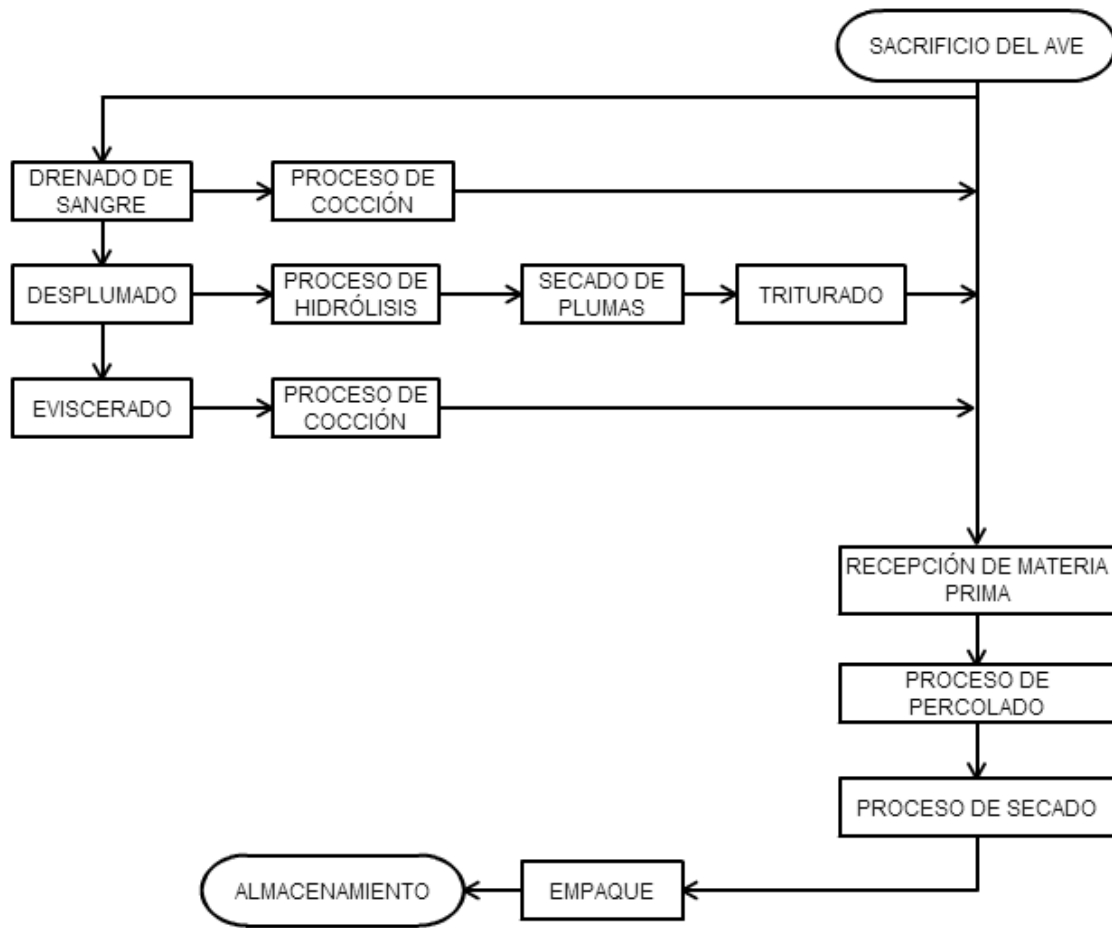 SACRIFICIO DEL AVE
DRENADO DE
SANGRE
PROCESO DE
COCCIÓN
DESPLUMADO
PROCESO DE
HIDRÓLISIS
SECADO DE
PLUMAS
TRITURADO
EVISCERADO
PROCESO DE
COCCIÓN
RECEPCIÓN DE MATERIA
PRIMA
PROCESO DE
PERCOLADO
PROCESO DE SECADO
ALMACENAMIENTO
EMPAQUE